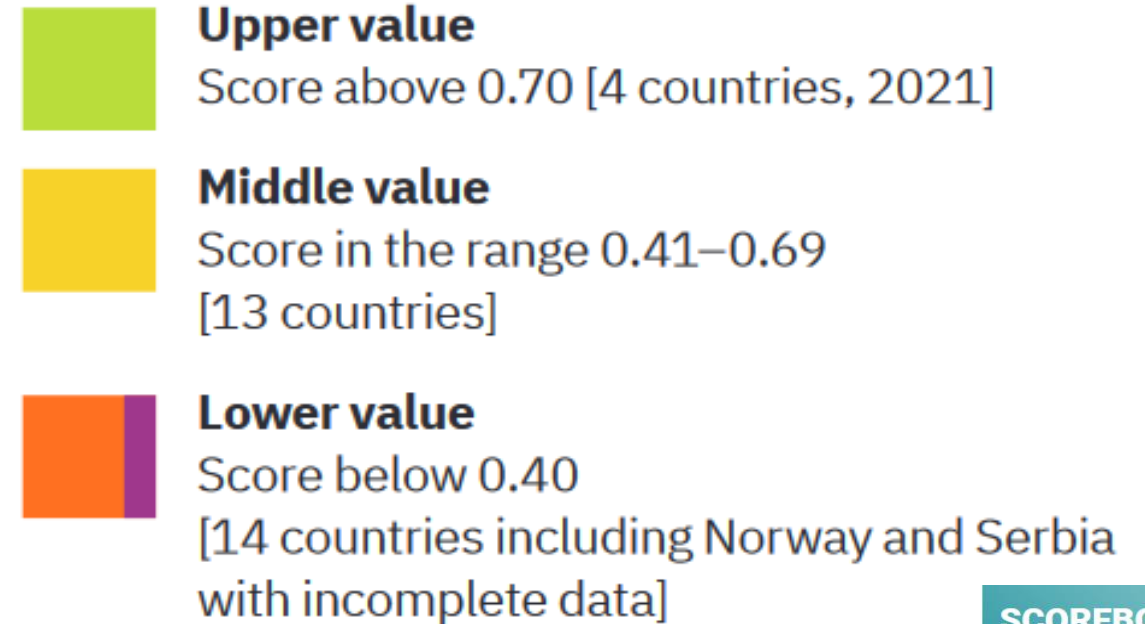 Upper value
Score above 0.70 [4 countries, 2021]
Middle value
Score in the range 0.41–0.69
[13 countries]
Lower value
Score below 0.40
[14 countries including Norway and Serbia
with incomplete data]